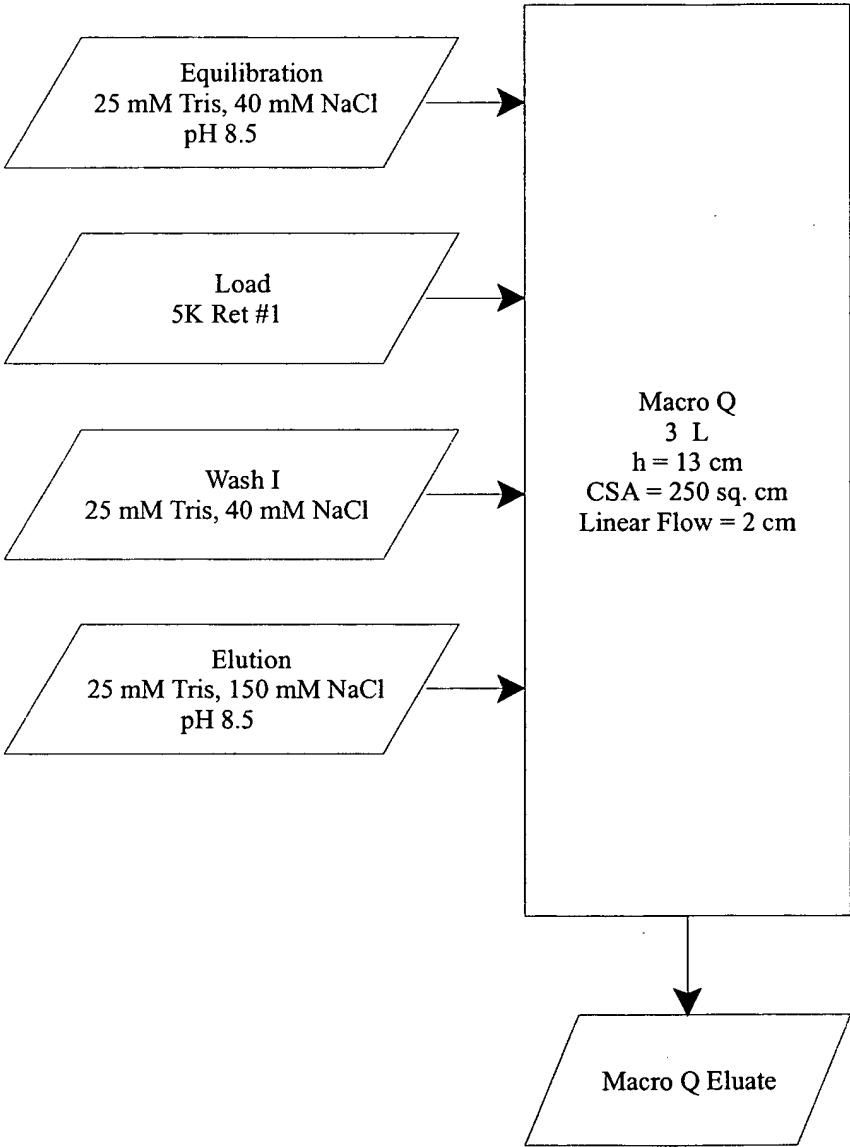 Equilibration
25 mM Tris, 40 mM NaCl
pH 8.5
Load
5K Ret #1
Wash I
25 mM Tris, 40 mM NaCl
Elution
25 mM Tris, 150 mM NaCl
pH 8.5
Macro Q
3 L
h = 13 cm
CSA = 250 sq. cm
Linear Flow = 2 cm
Macro Q Eluate